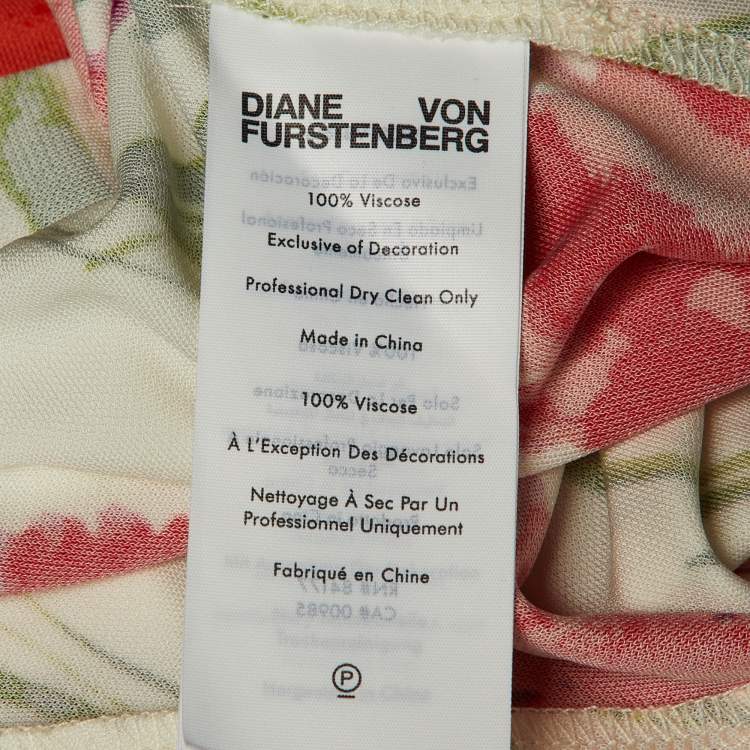 DIANE VON
FURSTENBERG
100% Viscose
Exclusive of Decoration
Professional Dry Clean Only
Made in China
100% Viscose
À L'Exception Des Décorations
Nettoyage À Sec Par Un
Professionnel Uniquement
Fabriqué en Chine
P